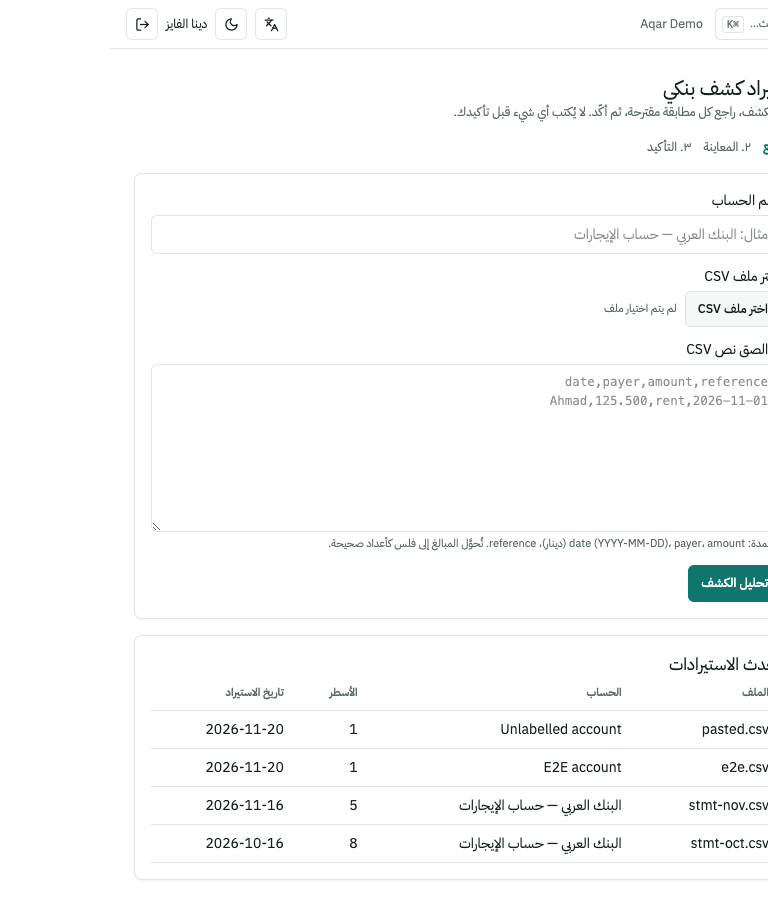 Aqar Demo ⌘K
دينا الفايز
كشف بنكي
راجع كل مطابقة مقترحة، ثم أكّد. لا يُكتب أي شيء قبل تأكيدك.
٢. المعاينة ٣. التأكيد
الحساب
مثال: البنك العربي — حساب الإيجارات
ملف CSV
اختر ملف CSV لم يتم اختيار ملف
الصق نص CSV
date,payer,amount,reference
2026-11-01,Ahmad,125.500,rent
date (YYYY-MM-DD)، payer، amount (دينار)، reference. تُحوَّل المبالغ إلى فلس كأعداد صحيحة.
تحليل الكشف
الاستيرادات
الملف الحساب الأسطر تاريخ الاستيراد
pasted.csv Unlabelled account 1 2026-11-20
e2e.csv E2E account 1 2026-11-20
stmt-nov.csv البنك العربي — حساب الإيجارات 5 2026-11-16
stmt-oct.csv البنك العربي — حساب الإيجارات 8 2026-10-16